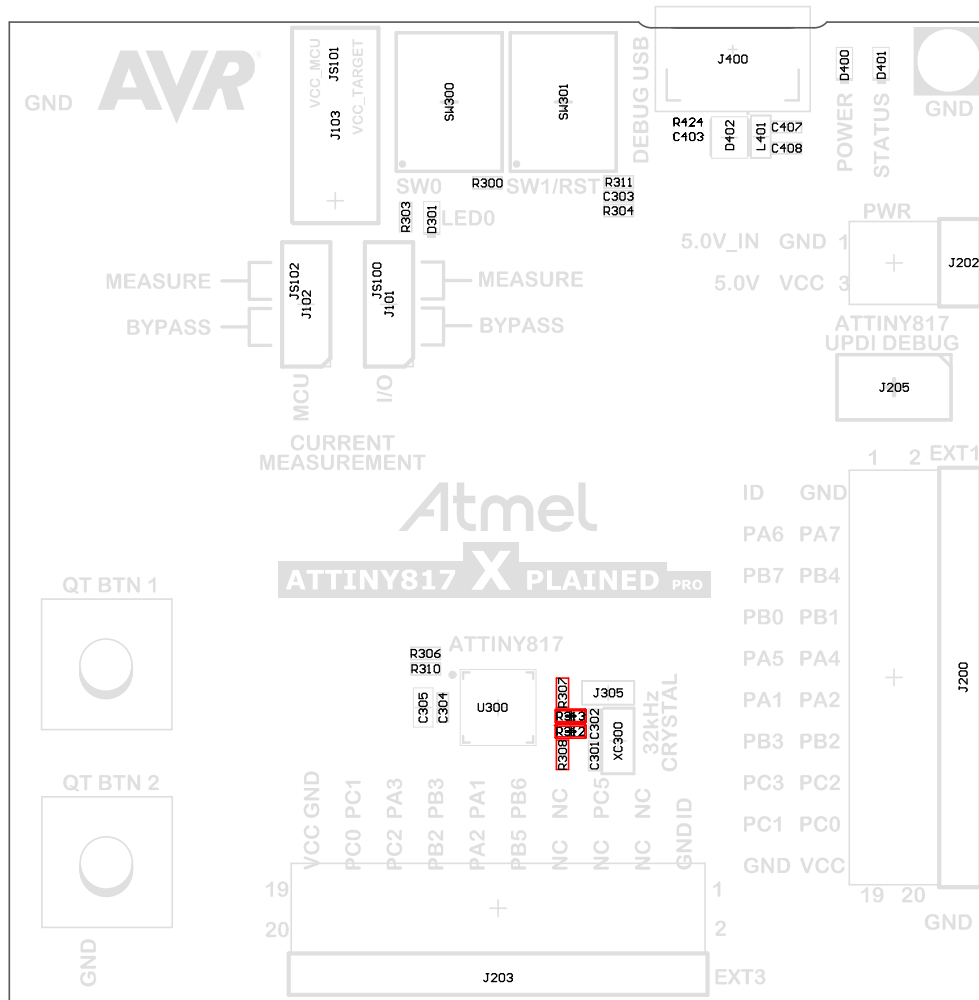 AVR
GND
VCC_MCU
JS101
VCC_TARGET
J103
SW300
SW301
DEBUG USB
J400
D400
D401
POWER
STATUS
GND
R424
C403
D402
L401
C407
C408
SW0
R300
SW1/RST
R311
C303
R304
R303
D301
LED0
PWR
5.0V_IN GND 1
5.0V VCC 3
J202
MEASURE
BYPASS
JS102
J102
JS100
J101
MEASURE
BYPASS
ATTINY817
UPDI DEBUG
J205
MCU
I/O
CURRENT
MEASUREMENT
1 2 EXT1
ID GND
PA6 PA7
PB7 PB4
PB0 PB1
PA5 PA4
PA1 PA2
PB3 PB2
PC3 PC2
PC1 PC0
GND VCC
19 20
J200
GND
Atmel
ATTINY817 X PLAINED PRO
QT BTN 1
ATTINY817
R306
R310
C305
C304
U300
R307
R308
J305
C302
C301
XC300
32kHz
CRYSTAL
QT BTN 2
GND
VCC GND
PC0 PC1
PC2 PA3
PB2 PB3
PA2 PA1
PB5 PB6
NC NC
NC PC5
NC NC
GND ID
19
20
1
2
J203
EXT3